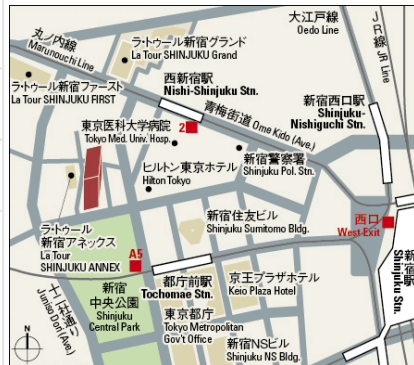 大江戸線
Oedo Line
JR線
JR Line
丸ノ内線
Marunouchi Line
ラ・トゥール新宿グランド
La Tour SHINJUKU Grand
ラ・トゥール新宿ファースト
La Tour SHINJUKU FIRST
西新宿駅
Nishi-Shinjuku Stn.
青梅街道 Ome Kido (Ave.)
新宿西口駅
Shinjuku-
Nishiguchi Stn.
東京医科大学病院
Tokyo Med. Univ. Hosp.
2
ヒルトン東京ホテル
Hilton Tokyo
新宿警察署
Shinjuku Pol. Stn.
ラ・トゥール
新宿アネックス
La Tour
SHINJUKU ANNEX
新宿住友ビル
Shinjuku Sumitomo Bldg.
西口
West Exit
新宿駅
Shinjuku Stn.
A5
都庁前駅
Tochomae Stn.
京王プラザホテル
Keio Plaza Hotel
十二社通り
Juniso Dori (Ave)
新宿
中央公園
Shinjuku
Central Park
東京都庁
Tokyo Metropolitan
Gov't Office
新宿NSビル
Shinjuku NS Bldg.
N